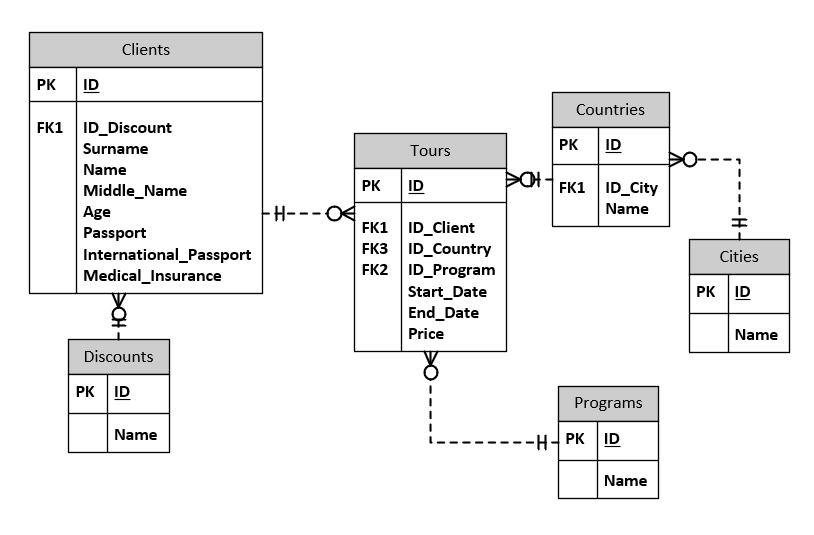 Clients
PK ID
FK1 ID_Discount
Surname
Name
Middle_Name
Age
Passport
International_Passport
Medical_Insurance
Discounts
PK ID
Name
Tours
PK ID
FK1 ID_Client
FK3 ID_Country
FK2 ID_Program
Start_Date
End_Date
Price
Countries
PK ID
FK1 ID_City
Name
Cities
PK ID
Name
Programs
PK ID
Name